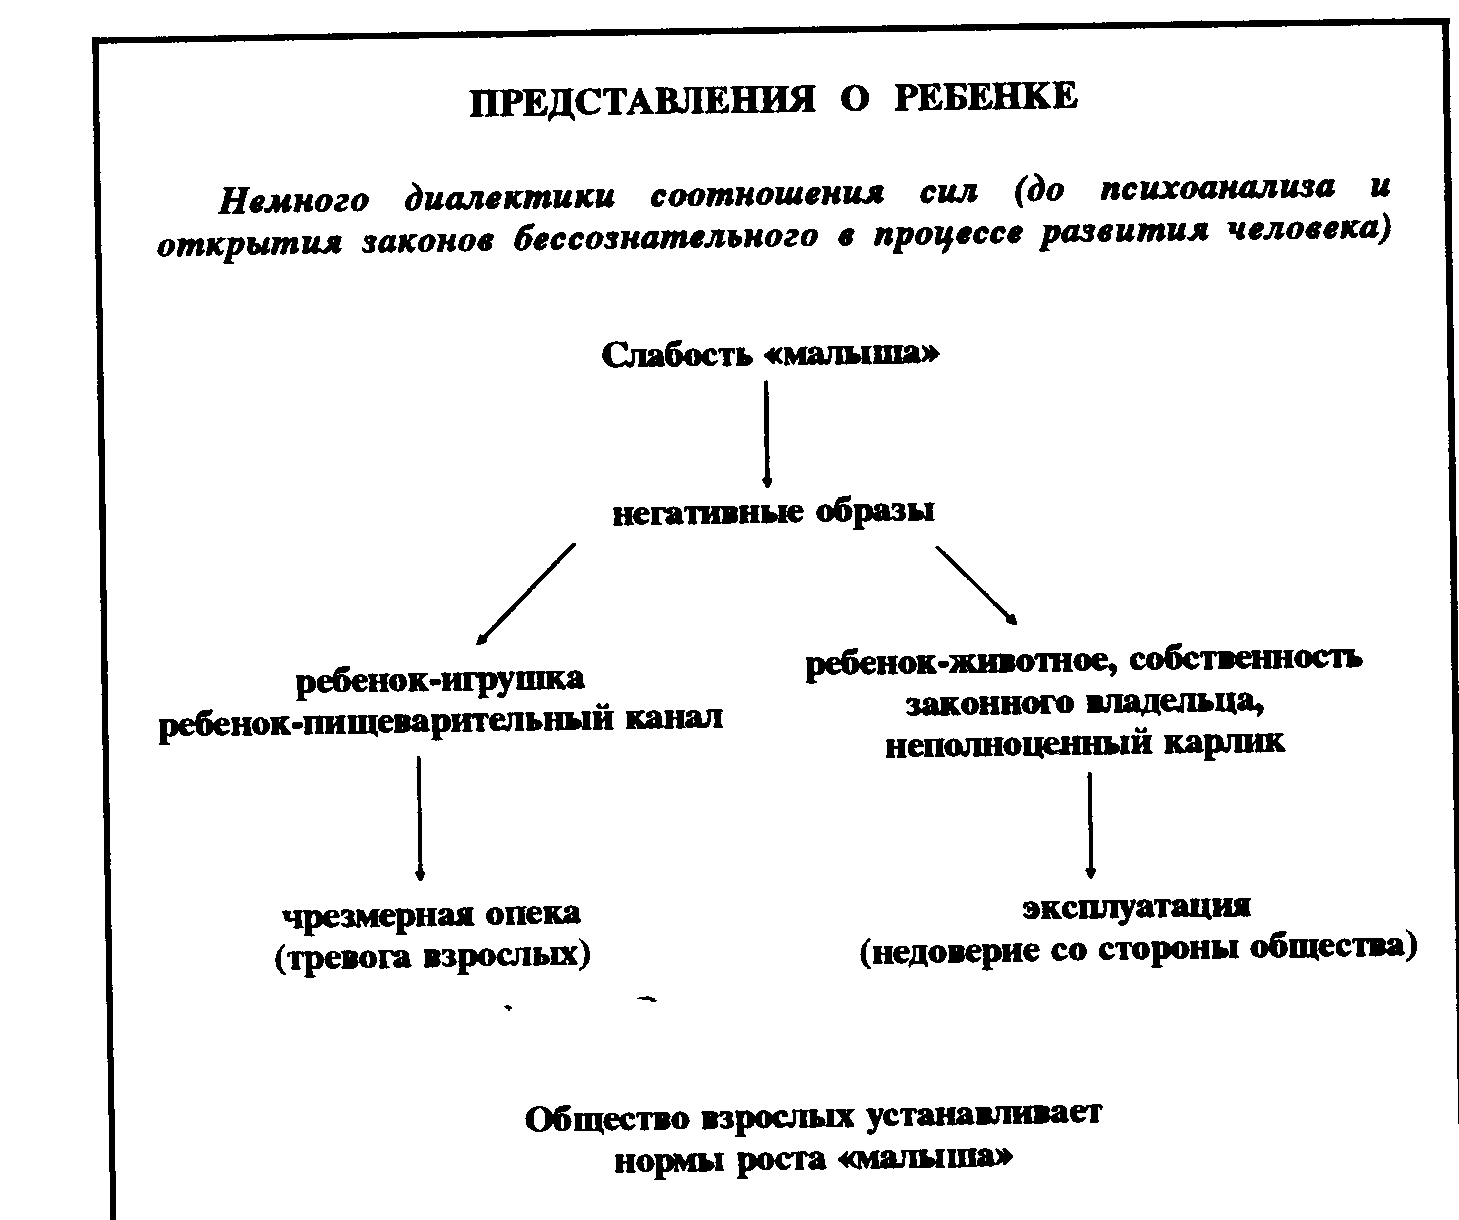 ПРЕДСТАВЛЕНИЯ О РЕБЕНКЕ
Немного диалектики соотношения сил (до психоанализа и
открытия законов бессознательного в процессе развития человека)
Слабость «малыша»
негативные образы
ребенок-игрушка
ребенок-пищеварительный канал
ребенок-животное, собственность
законного владельца,
неполноценный карлик
чрезмерная опека
(тревога взрослых)
эксплуатация
(недоверие со стороны общества)
Общество взрослых устанавливает
нормы роста «малыша»